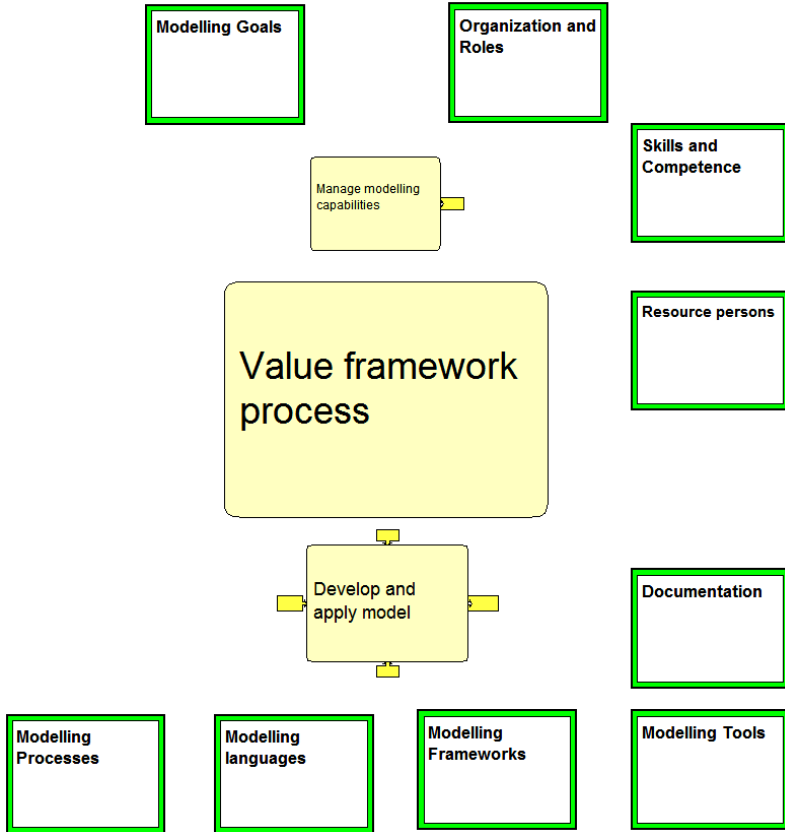 Modelling Goals
Organization and
Roles
Skills and
Competence
Manage modelling
capabilities
Resource persons
Value framework
process
Develop and
apply model
Documentation
Modelling
Processes
Modelling
languages
Modelling
Frameworks
Modelling Tools